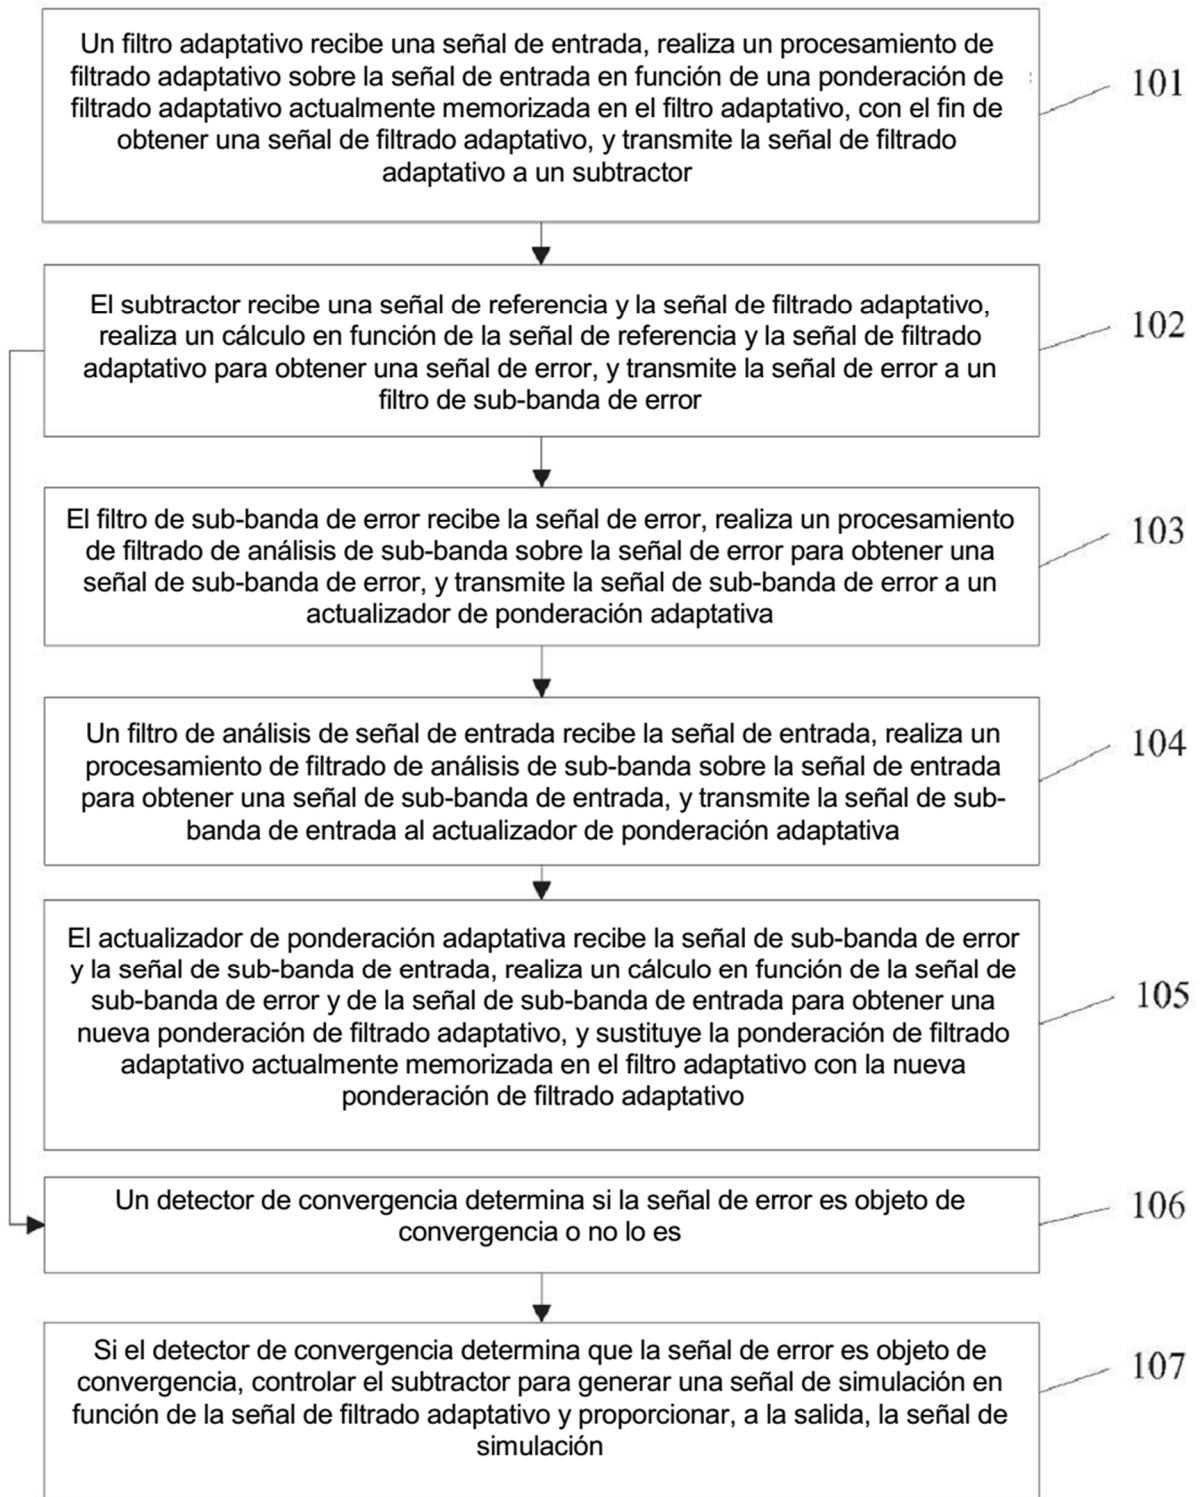 Un filtro adaptativo recibe una señal de entrada, realiza un procesamiento de
filtrado adaptativo sobre la señal de entrada en función de una ponderación de
filtrado adaptativo actualmente memorizada en el filtro adaptativo, con el fin de
obtener una señal de filtrado adaptativo, y transmite la señal de filtrado
adaptativo a un subtractor
101
El subtractor recibe una señal de referencia y la señal de filtrado adaptativo,
realiza un cálculo en función de la señal de referencia y la señal de filtrado
adaptativo para obtener una señal de error, y transmite la señal de error a un
filtro de sub-banda de error
102
El filtro de sub-banda de error recibe la señal de error, realiza un procesamiento
de filtrado de análisis de sub-banda sobre la señal de error para obtener una
señal de sub-banda de error, y transmite la señal de sub-banda de error a un
actualizador de ponderación adaptativa
103
Un filtro de análisis de señal de entrada recibe la señal de entrada, realiza un
procesamiento de filtrado de análisis de sub-banda sobre la señal de entrada
para obtener una señal de sub-banda de entrada, y transmite la señal de sub-
banda de entrada al actualizador de ponderación adaptativa
104
El actualizador de ponderación adaptativa recibe la señal de sub-banda de error
y la señal de sub-banda de entrada, realiza un cálculo en función de la señal de
sub-banda de error y de la señal de sub-banda de entrada para obtener una
nueva ponderación de filtrado adaptativo, y sustituye la ponderación de filtrado
adaptativo actualmente memorizada en el filtro adaptativo con la nueva
ponderación de filtrado adaptativo
105
Un detector de convergencia determina si la señal de error es objeto de
convergencia o no lo es
106
Si el detector de convergencia determina que la señal de error es objeto de
convergencia, controlar el subtractor para generar una señal de simulación en
función de la señal de filtrado adaptativo y proporcionar, a la salida, la señal de
simulación
107